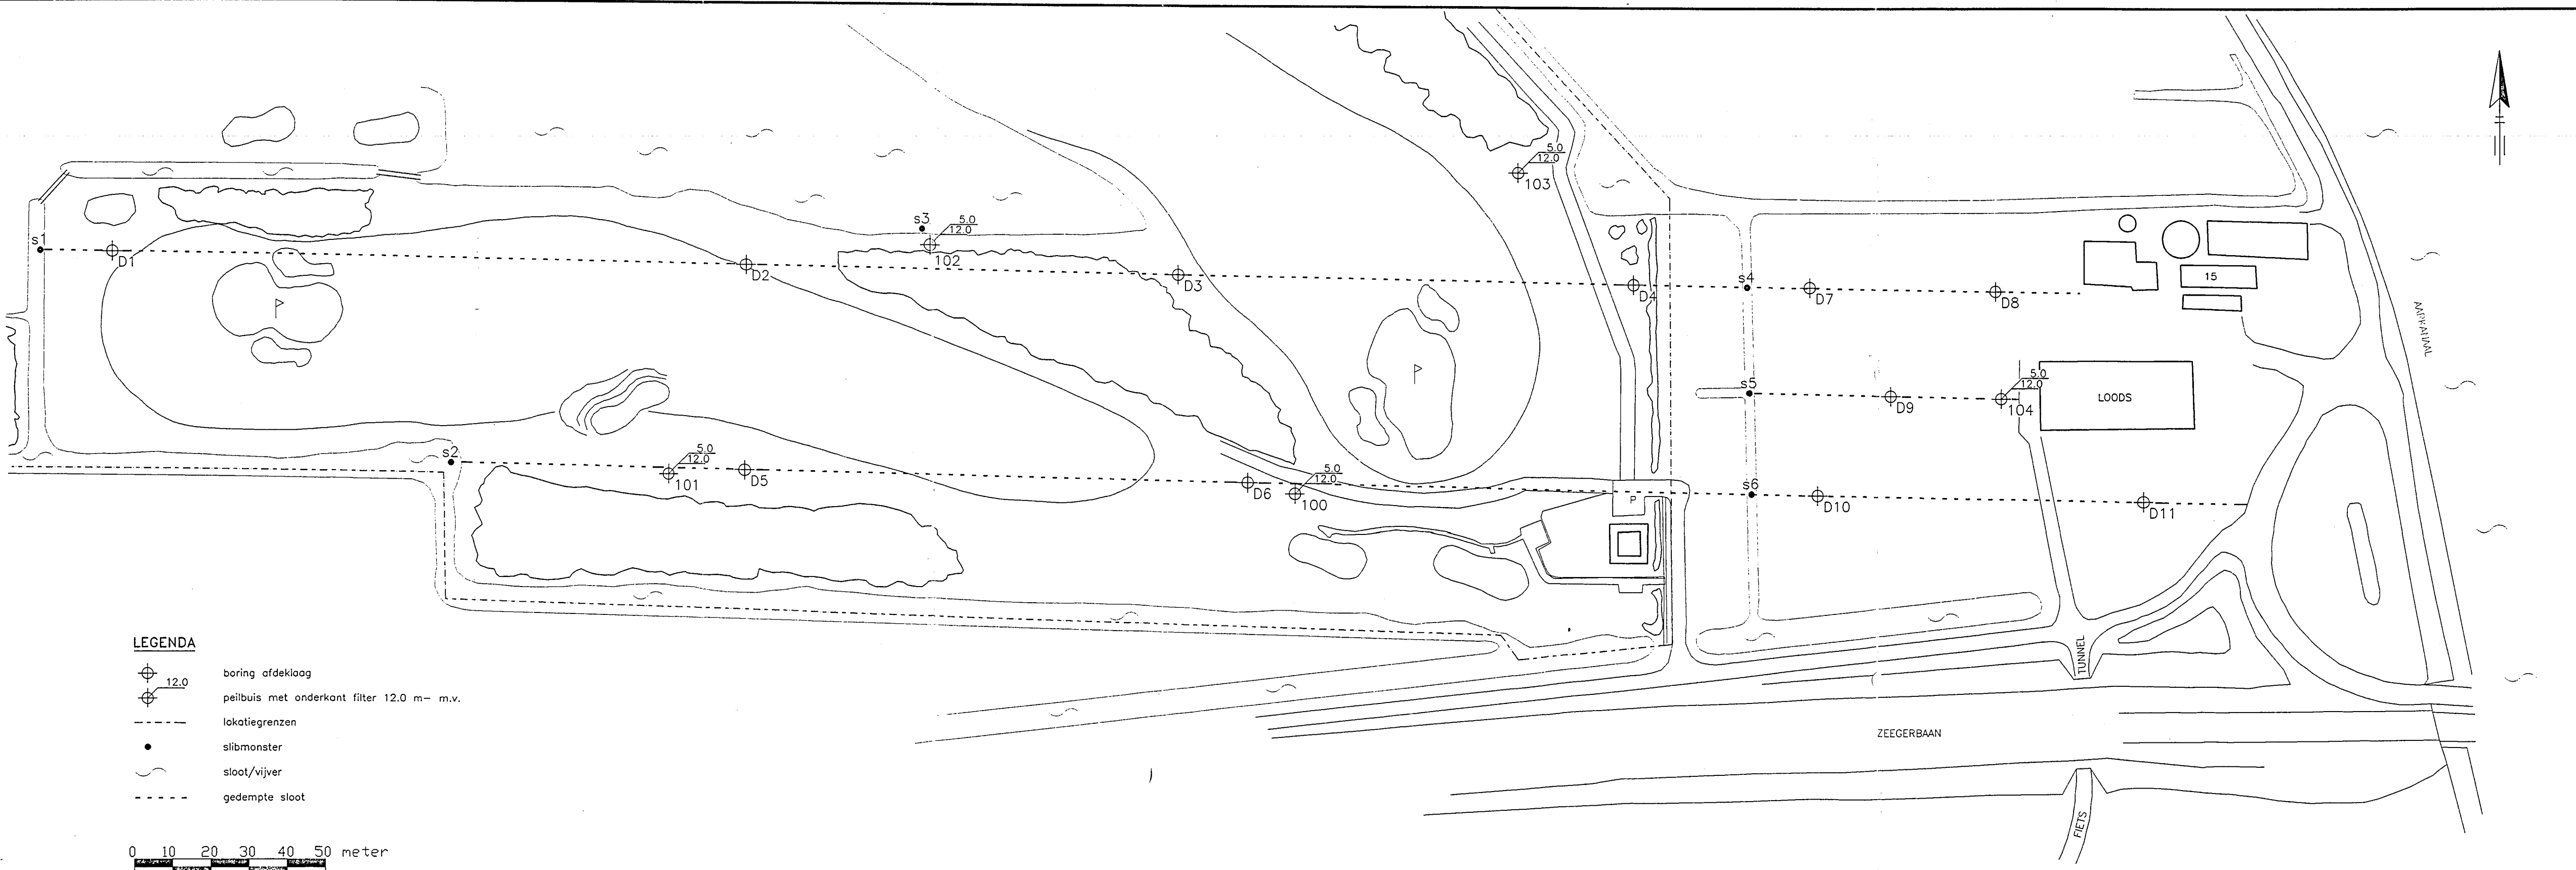 5.0
12.0
103
s1
D1
s3
5.0
12.0
102
D2
D3
D4
s4
D7
D8
15
AAPKANAAL
s5
D9
5.0
12.0
104
LOODS
s2
5.0
12.0
101
D5
D6
5.0
12.0
100
P
s6
D10
D11
TUNNEL
ZEEGERBAAN
FIETS
LEGENDA
boring afdeklaag
12.0
peilbuis met onderkant filter 12.0 m- m.v.
lokatiegrenzen
slibmonster
sloot/vijver
gedempte sloot
0 10 20 30 40 50 meter